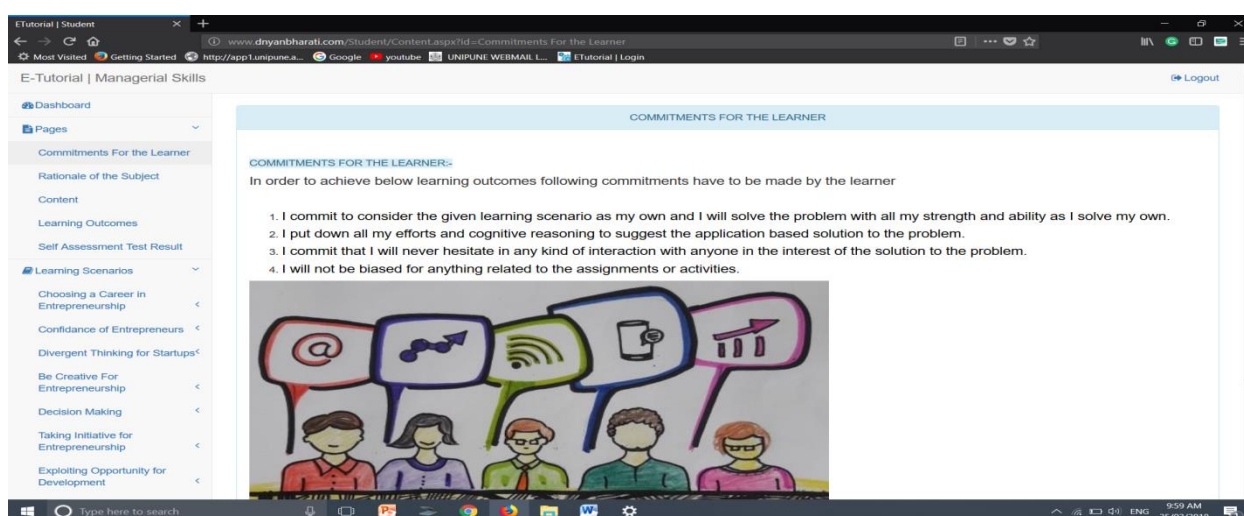 ETutorial | Student
www.dnyanbharati.com/Student/Content.aspx?id=Commitments For the Learner
Most Visited Getting Started http://app1.unipune.a... Google youtube UNIPUNE WEBMAIL L... ETutorial | Login
E-Tutorial | Managerial Skills
Logout
Dashboard
Pages
Commitments For the Learner
Rationale of the Subject
Content
Learning Outcomes
Self Assessment Test Result
Learning Scenarios
Choosing a Career in
Entrepreneurship
Confidance of Entrepreneurs
Divergent Thinking for Startups
Be Creative For
Entrepreneurship
Decision Making
Taking Initiative for
Entrepreneurship
Exploiting Opportunity for
Development
COMMITMENTS FOR THE LEARNER
COMMITMENTS FOR THE LEARNER:-
In order to achieve below learning outcomes following commitments have to be made by the learner
1. I commit to consider the given learning scenario as my own and I will solve the problem with all my strength and ability as I solve my own.
2. I put down all my efforts and cognitive reasoning to suggest the application based solution to the problem.
3. I commit that I will never hesitate in any kind of interaction with anyone in the interest of the solution to the problem.
4. I will not be biased for anything related to the assignments or activities.
@
Type here to search
ENG
9:59 AM